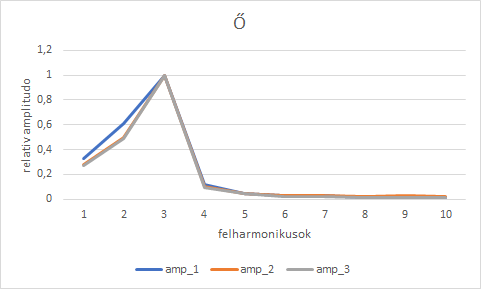 Ő
1,2
1
0,8
0,6
0,4
0,2
0
relatív amplitudo
1 2 3 4 5 6 7 8 9 10
felharmonikusok
amp_1 amp_2 amp_3